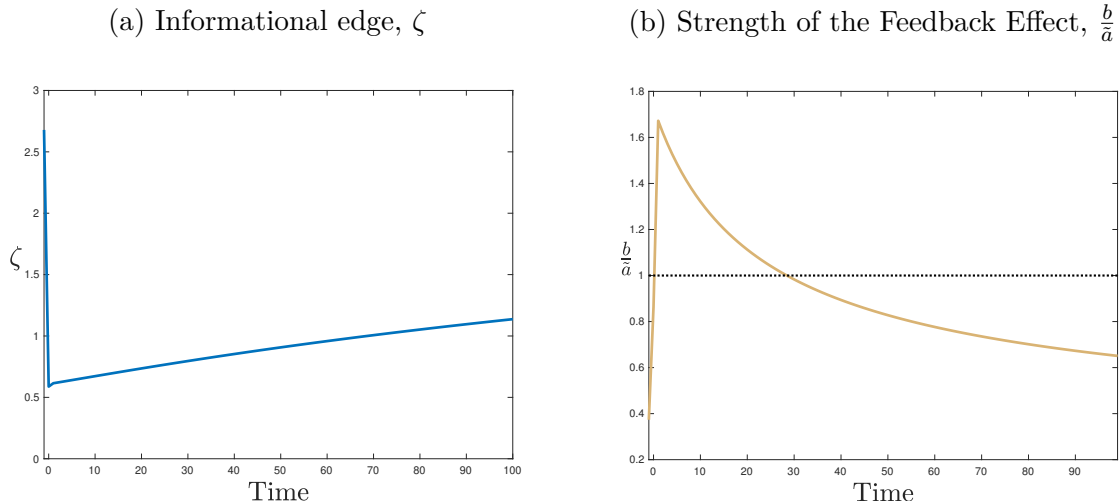 (a) Informational edge, ζ
3
2.5
2
1.5
1
0.5
0
ζ
0 10 20 30 40 50 60 70 80 90 100
Time
(b) Strength of the Feedback Effect, b/ã
1.8
1.6
1.4
1.2
1
0.8
0.6
0.4
0.2
b/ã
0 10 20 30 40 50 60 70 80 90
Time